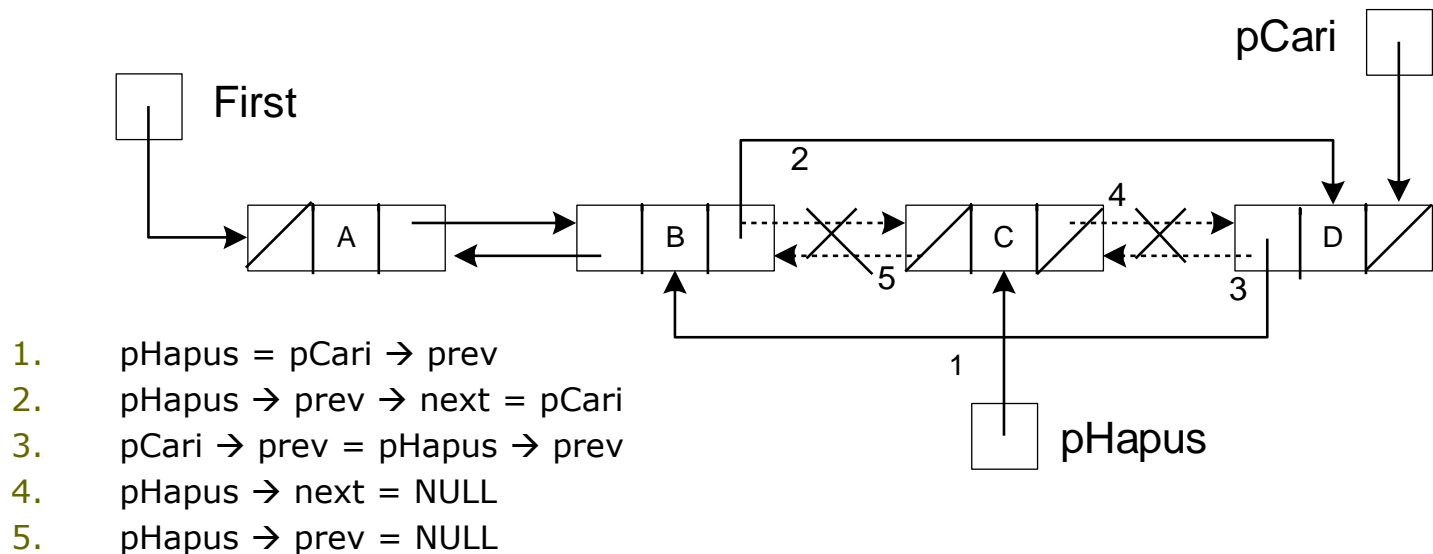 pCari
First
2
4
A
B
C
D
5
3
1
pHapus
1. pHapus = pCari → prev
2. pHapus → prev → next = pCari
3. pCari → prev = pHapus → prev
4. pHapus → next = NULL
5. pHapus → prev = NULL